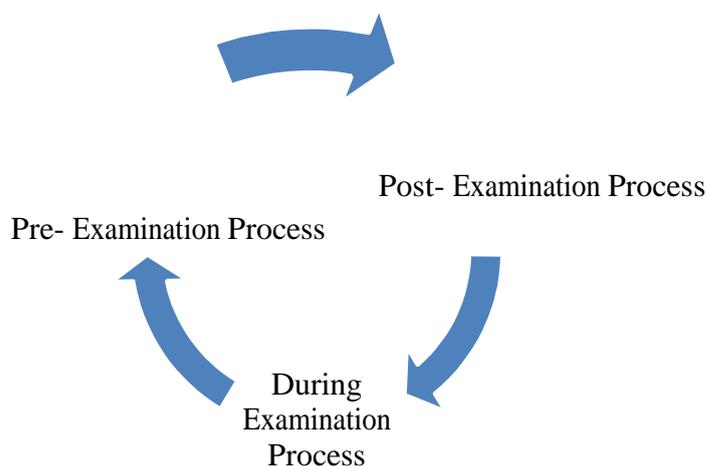 Post- Examination Process
Pre- Examination Process
During
Examination
Process